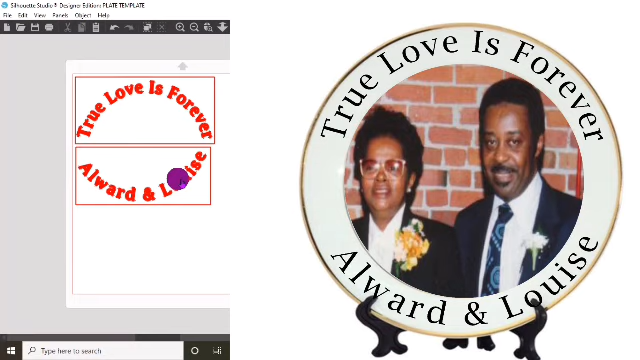 Silhouette Studio® Designer Edition: PLATE TEMPLATE
File Edit View Panels Object Help
True Love Is Forever
Alward & Louise
Type here to search
True Love Is Forever
Alward & Louise